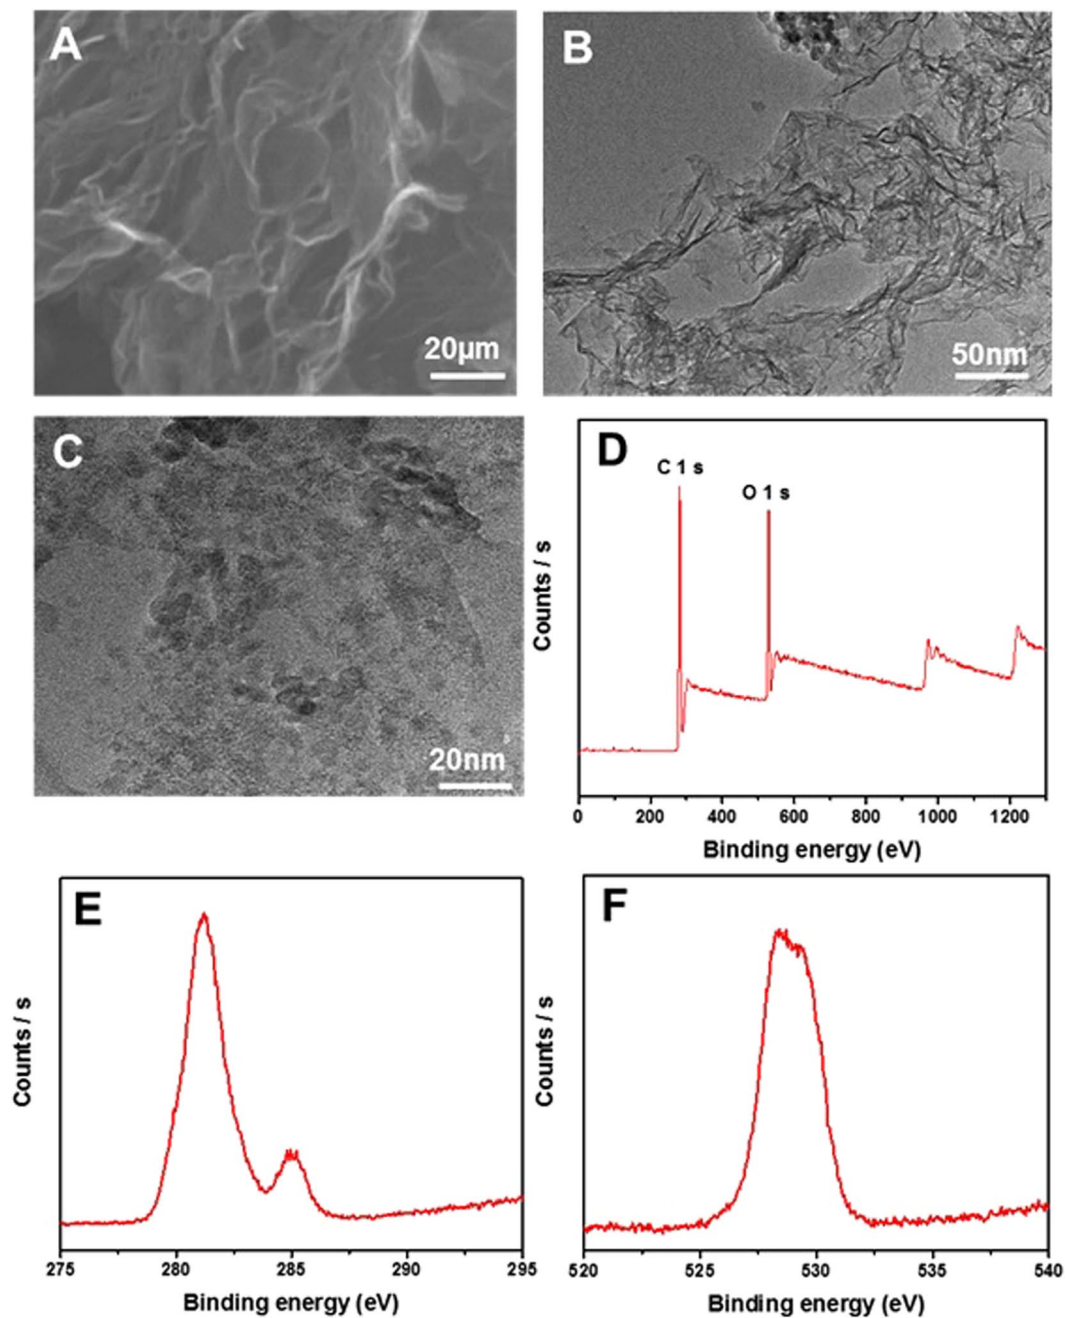 A
20μm
B
50nm
C
20nm
D
C 1 s
O 1 s
Counts / s
0 200 400 600 800 1000 1200
Binding energy (eV)
E
Counts / s
275 280 285 290 295
Binding energy (eV)
F
Counts / s
520 525 530 535 540
Binding energy (eV)